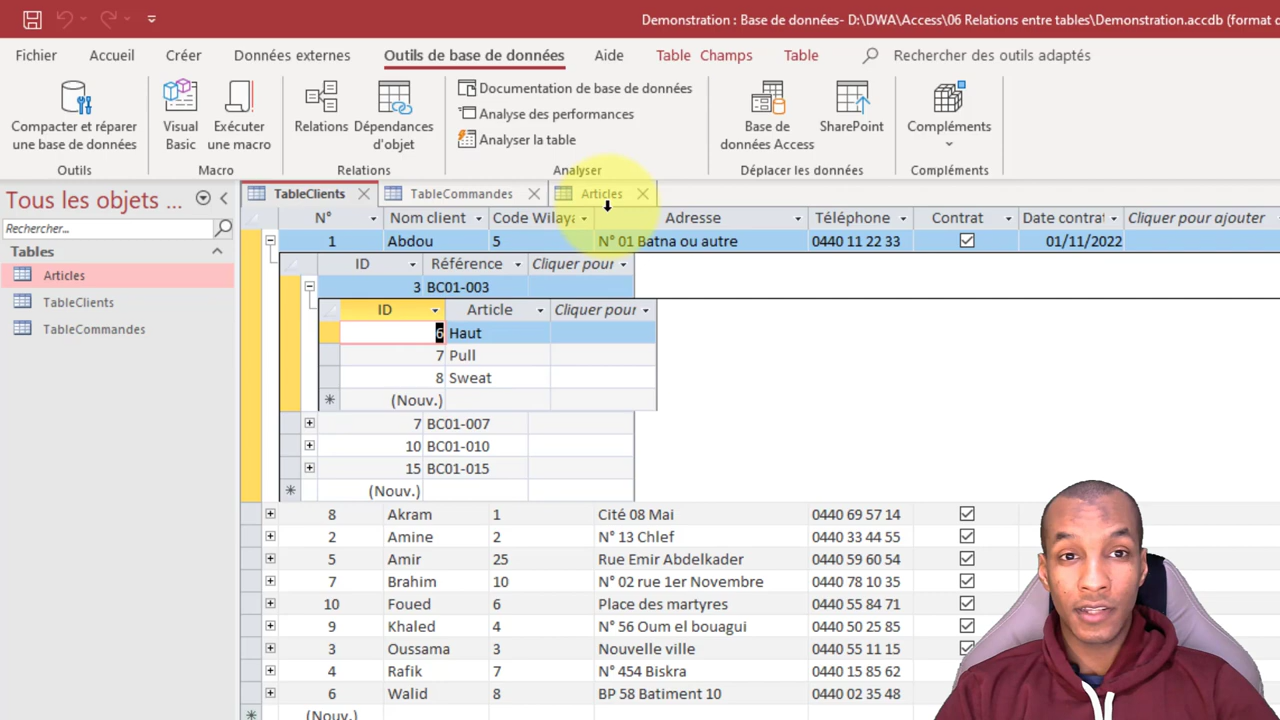 Demonstration : Base de données- D:\DWA\Access\06 Relations entre tables\Demonstration.accdb (format d
Fichier Accueil Créer Données externes Outils de base de données Aide Table Champs Table Rechercher des outils adaptés
Compacter et réparer une base de données
Visual Basic
Exécuter une macro
Relations
Dépendances d'objet
Documentation de base de données
Analyse des performances
Analyser la table
Base de données Access
SharePoint
Compléments
Outils Macro Relations Analyser Déplacer les données Compléments
Tous les objets ...
Rechercher...
Tables
Articles
TableClients
TableCommandes
TableClients TableCommandes Articles
N° Nom client Code Wilaya Adresse Téléphone Contrat Date contrat Cliquer pour ajouter
1 Abdou 5 N° 01 Batna ou autre 0440 11 22 33 01/11/2022
ID Référence Cliquer pour
3 BC01-003
ID Article Cliquer pour
6 Haut
7 Pull
8 Sweat
(Nouv.)
7 BC01-007
10 BC01-010
15 BC01-015
(Nouv.)
8 Akram 1 Cité 08 Mai 0440 69 57 14
2 Amine 2 N° 13 Chlef 0440 33 44 55
5 Amir 25 Rue Emir Abdelkader 0440 59 60 54
7 Brahim 10 N° 02 rue 1er Novembre 0440 78 10 35
10 Foued 6 Place des martyres 0440 55 84 71
9 Khaled 4 N° 56 Oum el bouagui 0440 50 25 85
3 Oussama 3 Nouvelle ville 0440 55 11 15
4 Rafik 7 N° 454 Biskra 0440 15 85 62
6 Walid 8 BP 58 Batiment 10 0440 02 35 48
(Nouv.)